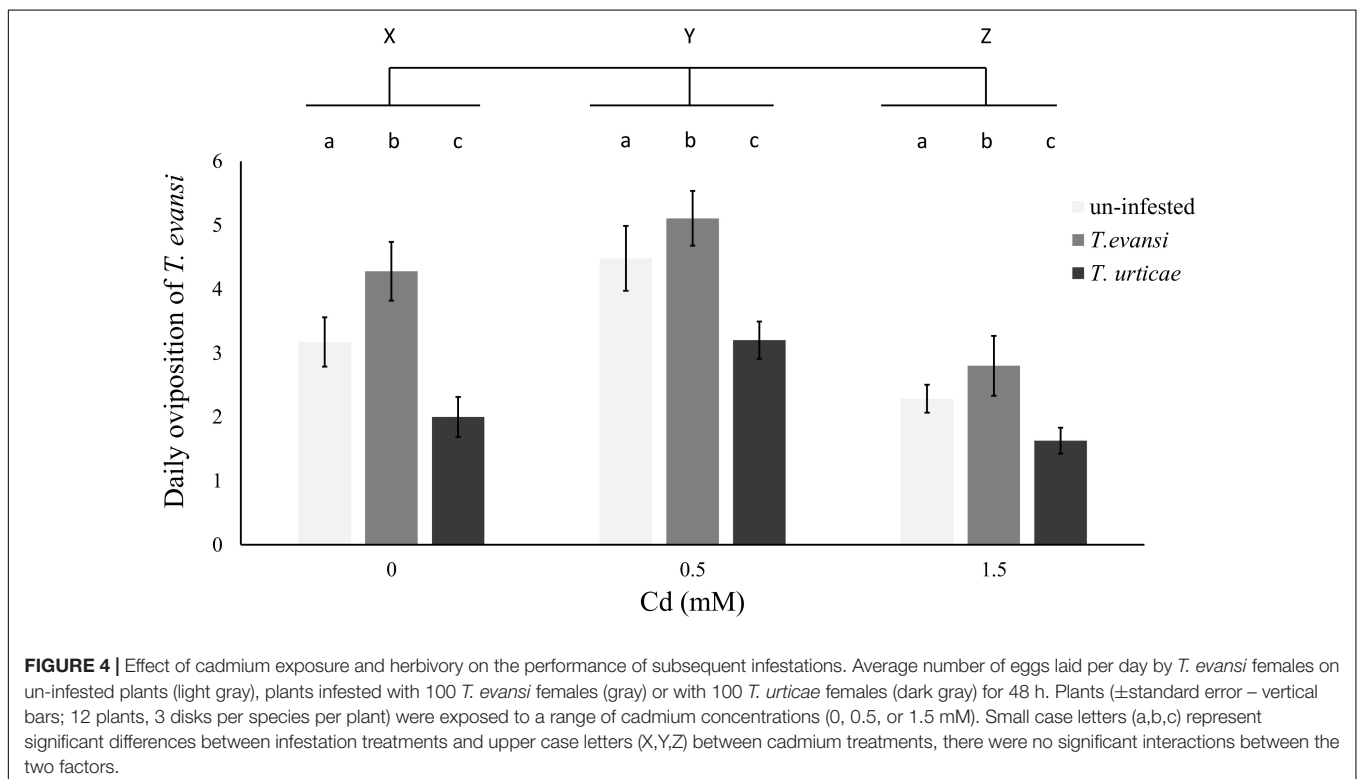 X Y Z
a b c a b c a b c
Daily oviposition of T. evansi
6
5
4
3
2
1
0
un-infested
T.evansi
T. urticae
0 0.5 1.5
Cd (mM)
FIGURE 4 | Effect of cadmium exposure and herbivory on the performance of subsequent infestations. Average number of eggs laid per day by T. evansi females on
un-infested plants (light gray), plants infested with 100 T. evansi females (gray) or with 100 T. urticae females (dark gray) for 48 h. Plants (±standard error – vertical
bars; 12 plants, 3 disks per species per plant) were exposed to a range of cadmium concentrations (0, 0.5, or 1.5 mM). Small case letters (a,b,c) represent
significant differences between infestation treatments and upper case letters (X,Y,Z) between cadmium treatments, there were no significant interactions between the
two factors.